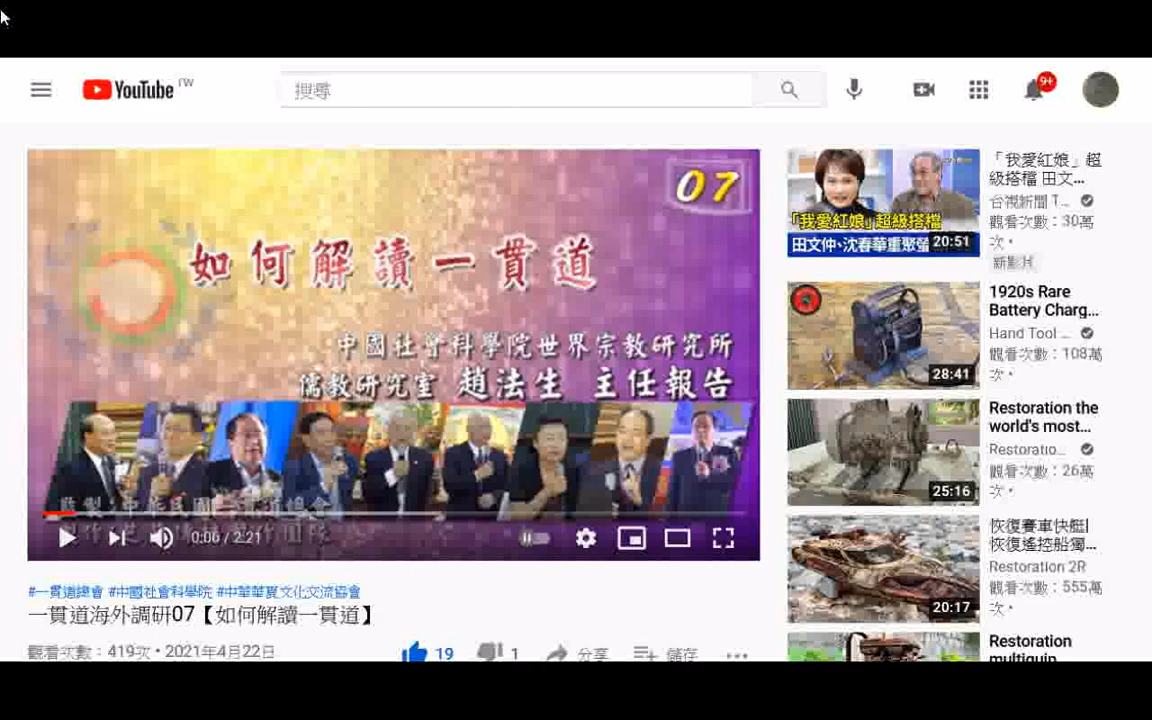 YouTube TW
搜尋
9+
07
如何解讀一貫道
中國社會科學院世界宗教研究所
儒教研究室 趙法生 主任報告
0:06 / 2:21
#一貫道總會 #中國社會科學院 #中華華夏文化交流協會
一貫道海外調研07【如何解讀一貫道】
觀看次數：419次 • 2021年4月22日
19
1
分享
儲存
「我愛紅娘」超級搭檔
田文仲、沈春華重聚
20:51
「我愛紅娘」超
級搭檔 田文...
台視新聞 T...
觀看次數：30萬
次 •
新影片
28:41
1920s Rare
Battery Charg...
Hand Tool ...
觀看次數：108萬
次 •
25:16
Restoration the
world's most...
Restoratio...
觀看次數：26萬
次 •
20:17
恢復賽車快艇|
恢復遙控船獨...
Restoration 2R
觀看次數：555萬
次 •
Restoration
multiquip